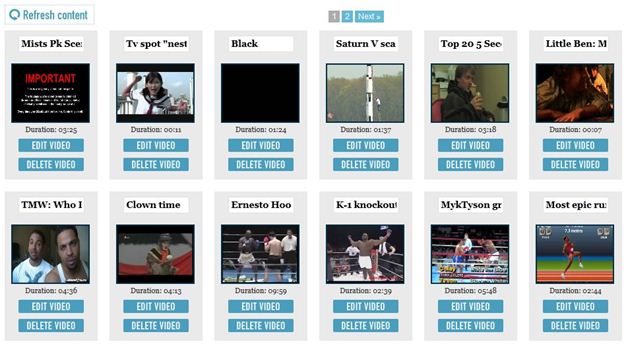 Refresh content
1 2 Next »
Mists Pk Sce
Tv spot "nest
Black
Saturn V sca
Top 20 5 Sec
Little Ben: M
IMPORTANT
Duration: 03:25
Duration: 00:11
Duration: 01:24
Duration: 01:37
Duration: 03:18
Duration: 00:07
EDIT VIDEO
EDIT VIDEO
EDIT VIDEO
EDIT VIDEO
EDIT VIDEO
EDIT VIDEO
DELETE VIDEO
DELETE VIDEO
DELETE VIDEO
DELETE VIDEO
DELETE VIDEO
DELETE VIDEO
TMW: Who I
Clown time
Ernesto Hoo
K-1 knockout
MykTyson gr
Most epic ru
Duration: 04:36
Duration: 04:13
Duration: 09:59
Duration: 02:39
Duration: 05:48
Duration: 02:44
EDIT VIDEO
EDIT VIDEO
EDIT VIDEO
EDIT VIDEO
EDIT VIDEO
EDIT VIDEO
DELETE VIDEO
DELETE VIDEO
DELETE VIDEO
DELETE VIDEO
DELETE VIDEO
DELETE VIDEO